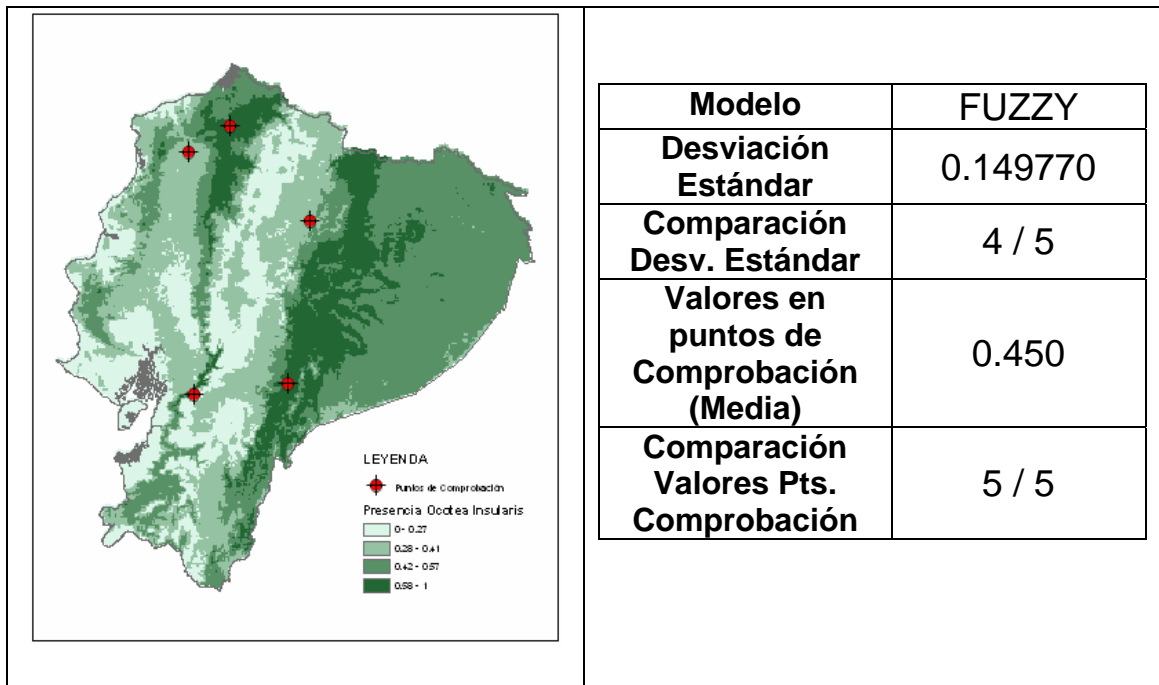 LEYENDA
Puntos de Comprobación
Presencia Ocotea Insularis
0 - 0.27
0.28 - 0.41
0.42 - 0.57
0.58 - 1
Modelo FUZZY
Desviación
Estándar
0.149770
Comparación
Desv. Estándar
4 / 5
Valores en
puntos de
Comprobación
(Media)
0.450
Comparación
Valores Pts.
Comprobación
5 / 5